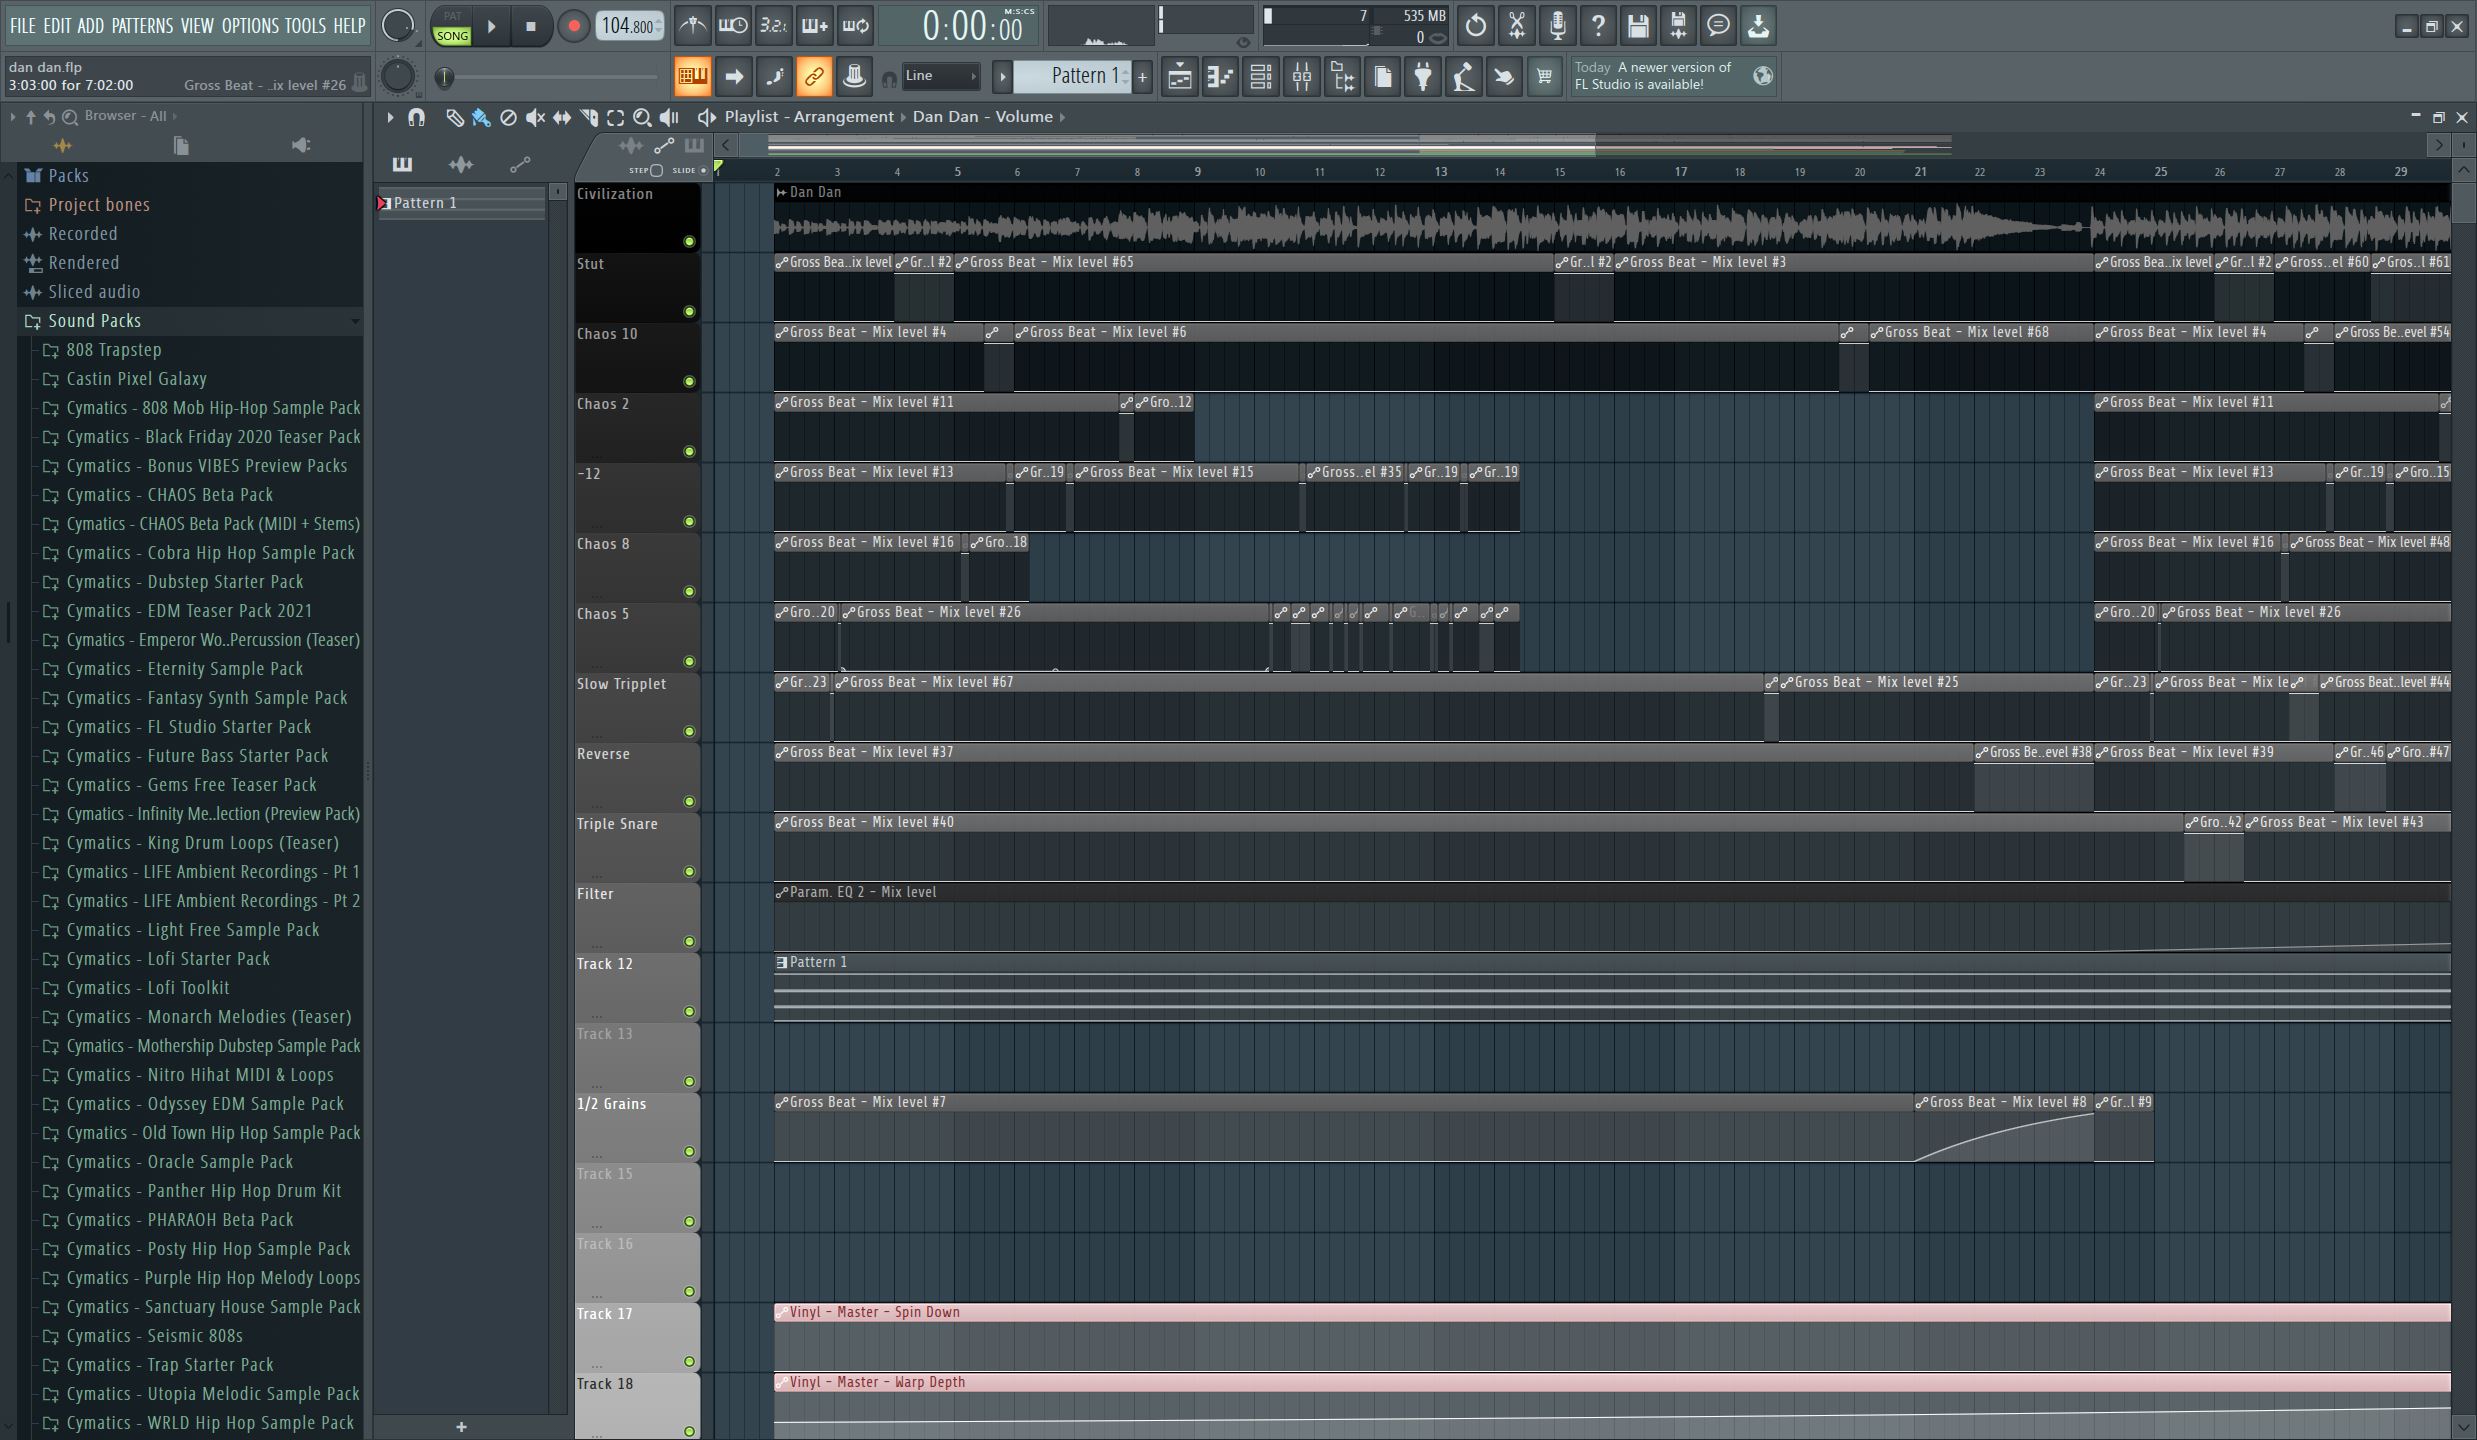 FILE EDIT ADD PATTERNS VIEW OPTIONS TOOLS HELP
PAT
SONG
104.800
3.2.
0:00:00
M:S:CS
7
535 MB
0
dan dan.flp
3:03:00 for 7:02:00
Gross Beat - ..ix level #26
Line
Pattern 1
+
Today A newer version of
FL Studio is available!
Browser - All
Playlist - Arrangement › Dan Dan - Volume ›
STEP SLIDE
2 3 4 5 6 7 8 9 10 11 12 13 14 15 16 17 18 19 20 21 22 23 24 25 26 27 28 29
Packs
Project bones
Recorded
Rendered
Sliced audio
Sound Packs
808 Trapstep
Castin Pixel Galaxy
Cymatics - 808 Mob Hip-Hop Sample Pack
Cymatics - Black Friday 2020 Teaser Pack
Cymatics - Bonus VIBES Preview Packs
Cymatics - CHAOS Beta Pack
Cymatics - CHAOS Beta Pack (MIDI + Stems)
Cymatics - Cobra Hip Hop Sample Pack
Cymatics - Dubstep Starter Pack
Cymatics - EDM Teaser Pack 2021
Cymatics - Emperor Wo..Percussion (Teaser)
Cymatics - Eternity Sample Pack
Cymatics - Fantasy Synth Sample Pack
Cymatics - FL Studio Starter Pack
Cymatics - Future Bass Starter Pack
Cymatics - Gems Free Teaser Pack
Cymatics - Infinity Me..lection (Preview Pack)
Cymatics - King Drum Loops (Teaser)
Cymatics - LIFE Ambient Recordings - Pt 1
Cymatics - LIFE Ambient Recordings - Pt 2
Cymatics - Light Free Sample Pack
Cymatics - Lofi Starter Pack
Cymatics - Lofi Toolkit
Cymatics - Monarch Melodies (Teaser)
Cymatics - Mothership Dubstep Sample Pack
Cymatics - Nitro Hihat MIDI & Loops
Cymatics - Odyssey EDM Sample Pack
Cymatics - Old Town Hip Hop Sample Pack
Cymatics - Oracle Sample Pack
Cymatics - Panther Hip Hop Drum Kit
Cymatics - PHARAOH Beta Pack
Cymatics - Posty Hip Hop Sample Pack
Cymatics - Purple Hip Hop Melody Loops
Cymatics - Sanctuary House Sample Pack
Cymatics - Seismic 808s
Cymatics - Trap Starter Pack
Cymatics - Utopia Melodic Sample Pack
Cymatics - WRLD Hip Hop Sample Pack
Pattern 1
+
Civilization
Dan Dan
Stut
Gross Bea..ix level Gr..l #2 Gross Beat - Mix level #65 Gr..l #2 Gross Beat - Mix level #3 Gross Bea..ix level Gr..l #2 Gross..el #60 Gros..l #61
Chaos 10
Gross Beat - Mix level #4 Gross Beat - Mix level #6 Gross Beat - Mix level #68 Gross Beat - Mix level #4 Gross Be..evel #54
Chaos 2
Gross Beat - Mix level #11 Gro..12 Gross Beat - Mix level #11
-12
Gross Beat - Mix level #13 Gr..19 Gross Beat - Mix level #15 Gross..el #35 Gr..19 Gr..19 Gross Beat - Mix level #13 Gr..19 Gro..15
Chaos 8
Gross Beat - Mix level #16 Gro..18 Gross Beat - Mix level #16 Gross Beat - Mix level #48
Chaos 5
Gro..20 Gross Beat - Mix level #26 Gro..20 Gross Beat - Mix level #26
Slow Tripplet
Gr..23 Gross Beat - Mix level #67 Gross Beat - Mix level #25 Gr..23 Gross Beat - Mix le Gross Beat..level #44
Reverse
Gross Beat - Mix level #37 Gross Be..evel #38 Gross Beat - Mix level #39 Gr..46 Gro..#47
Triple Snare
Gross Beat - Mix level #40 Gro..42 Gross Beat - Mix level #43
Filter
Param. EQ 2 - Mix level
Track 12
Pattern 1
Track 13
1/2 Grains
Gross Beat - Mix level #7 Gross Beat - Mix level #8 Gr..l #9
Track 15
Track 16
Track 17
Vinyl - Master - Spin Down
Track 18
Vinyl - Master - Warp Depth